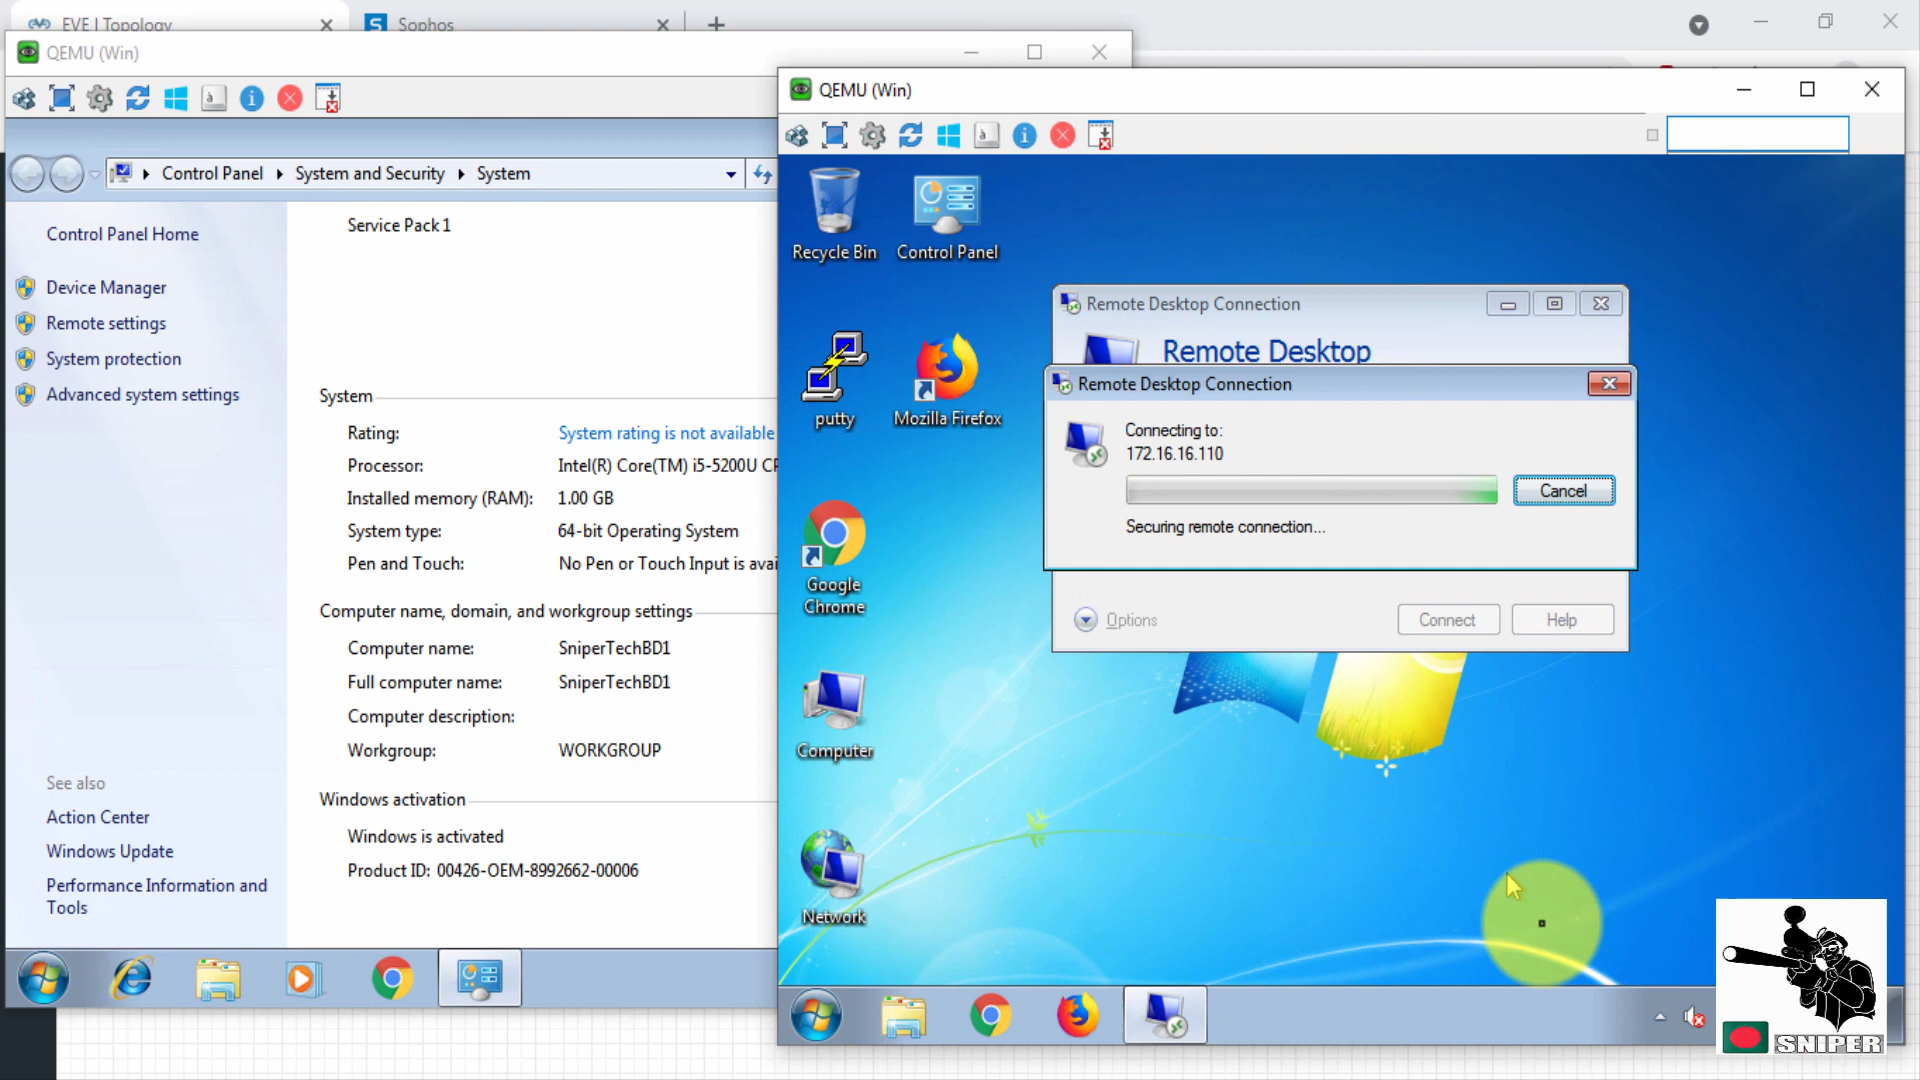 EVE | Topology
Sophos
QEMU (Win)
Control Panel
System and Security
System
Control Panel Home
Device Manager
Remote settings
System protection
Advanced system settings
See also
Action Center
Windows Update
Performance Information and
Tools
Service Pack 1
System
Rating:
System rating is not available
Processor:
Intel(R) Core(TM) i5-5200U CP
Installed memory (RAM):
1.00 GB
System type:
64-bit Operating System
Pen and Touch:
No Pen or Touch Input is avai
Computer name, domain, and workgroup settings
Computer name:
SniperTechBD1
Full computer name:
SniperTechBD1
Computer description:
Workgroup:
WORKGROUP
Windows activation
Windows is activated
Product ID: 00426-OEM-8992662-00006
QEMU (Win)
Recycle Bin
Control Panel
putty
Mozilla Firefox
Google
Chrome
Computer
Network
Remote Desktop Connection
Remote Desktop
Remote Desktop Connection
Connecting to:
172.16.16.110
Cancel
Securing remote connection...
Options
Connect
Help
SNIPER